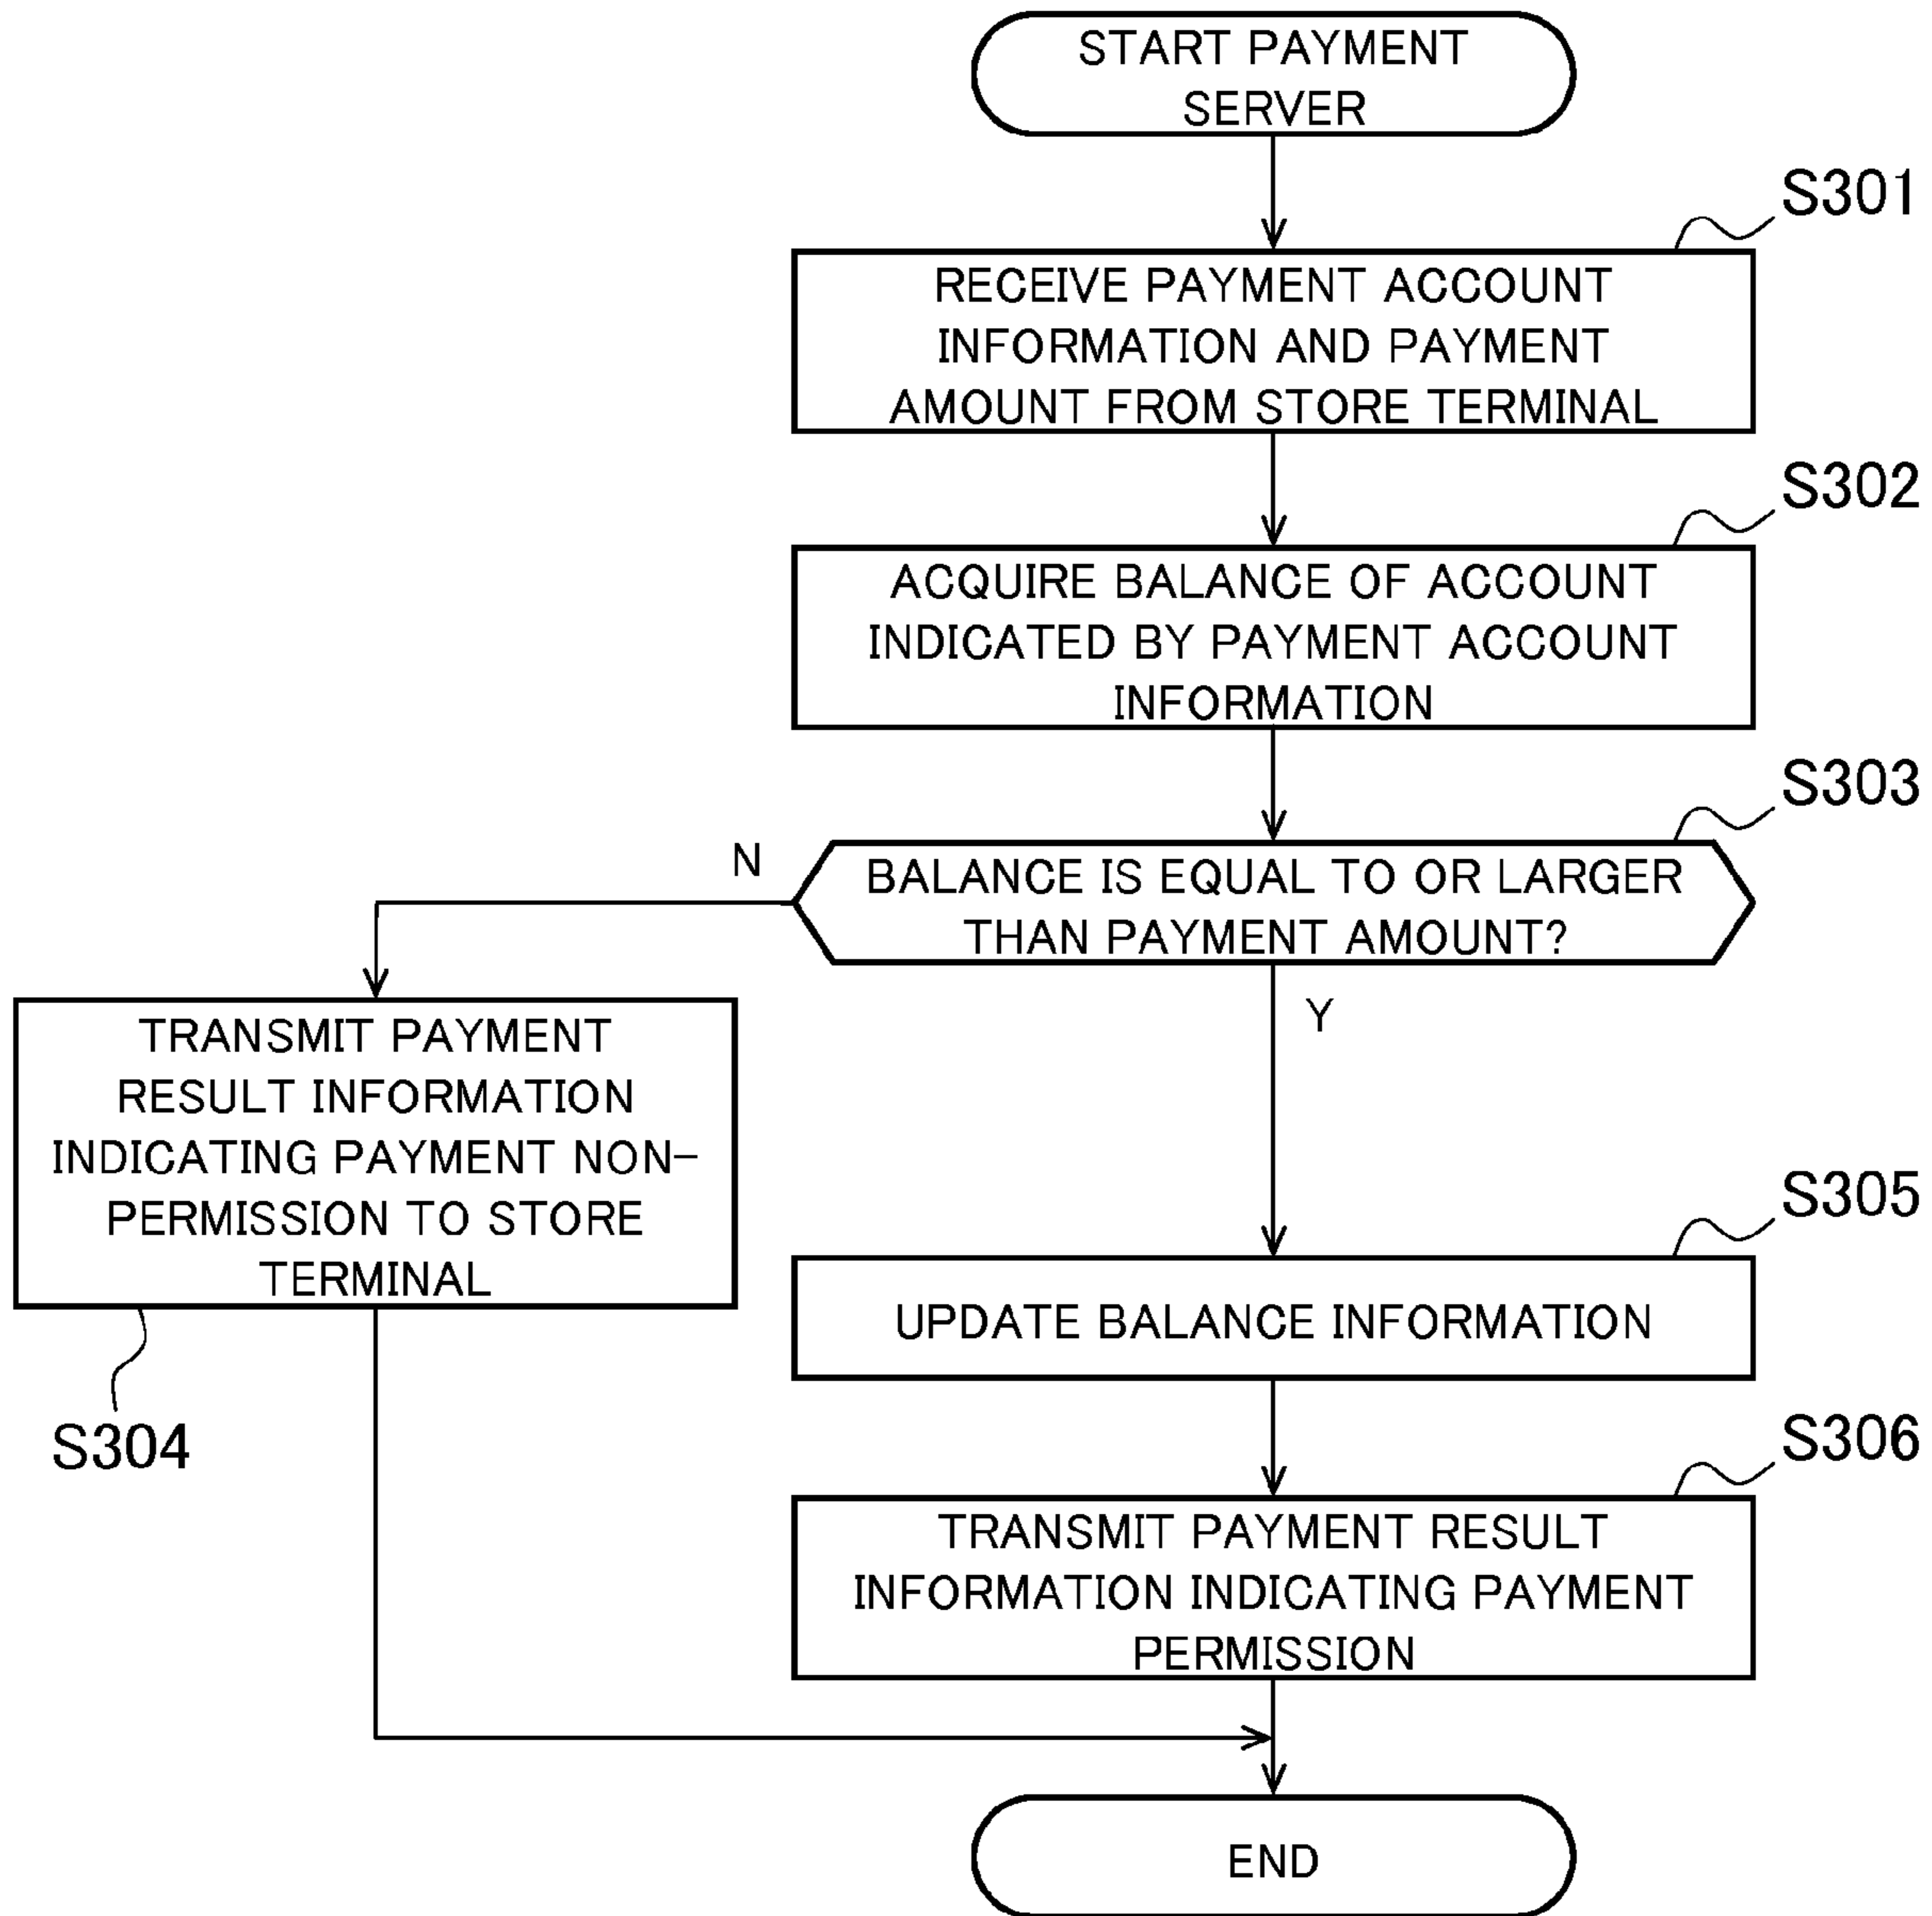 START PAYMENT
SERVER
S301
RECEIVE PAYMENT ACCOUNT
INFORMATION AND PAYMENT
AMOUNT FROM STORE TERMINAL
S302
ACQUIRE BALANCE OF ACCOUNT
INDICATED BY PAYMENT ACCOUNT
INFORMATION
S303
BALANCE IS EQUAL TO OR LARGER
THAN PAYMENT AMOUNT?
N
Y
TRANSMIT PAYMENT
RESULT INFORMATION
INDICATING PAYMENT NON-
PERMISSION TO STORE
TERMINAL
S304
S305
UPDATE BALANCE INFORMATION
S306
TRANSMIT PAYMENT RESULT
INFORMATION INDICATING PAYMENT
PERMISSION
END